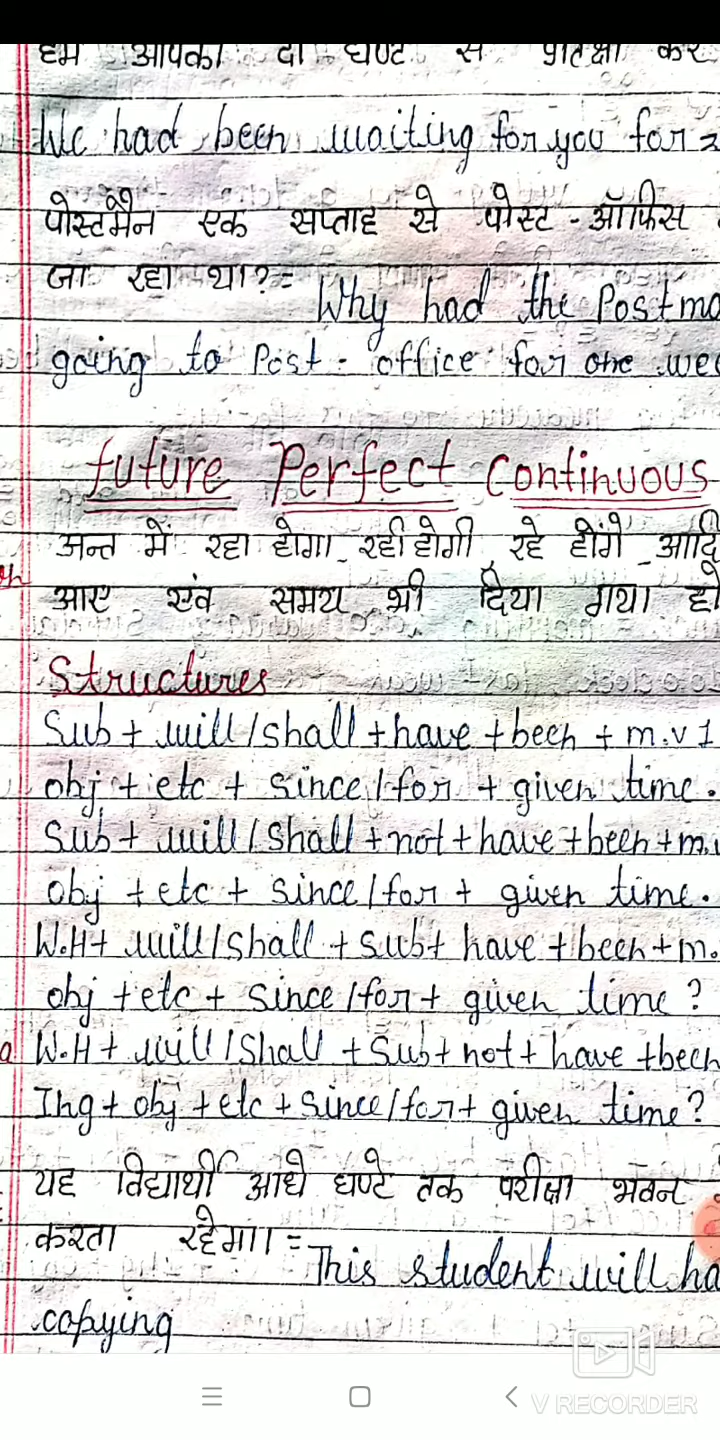 हम आपकी दो घण्टे से प्रतिक्षा कर
We had been waiting for you for 2
पोस्टमैन एक सप्ताह से पोस्ट-ऑफिस
जा रहा था?= Why had the Postma
going to Post-office for one wee
future Perfect Continuous
अन्त में रहा होगा, रही होगी, रहे होंगे आदि
आए एंव समय भी दिया गया हो
Structures
Sub + will/shall + have + been + m.v 1
obj + etc + since/for + given time.
Sub + will/shall + not + have + been + m.
obj + etc + since/for + given time.
W.H + will/shall + sub + have + been + m.
obj + etc + since/for + given time?
W.H + will/shall + Sub + not + have + been
Ing + obj + etc + since/for + given time?
यह विद्यार्थी आधे घण्टे तक परीक्षा भवन
करता रहेगा।= This student will ha
copying
V RECORDER